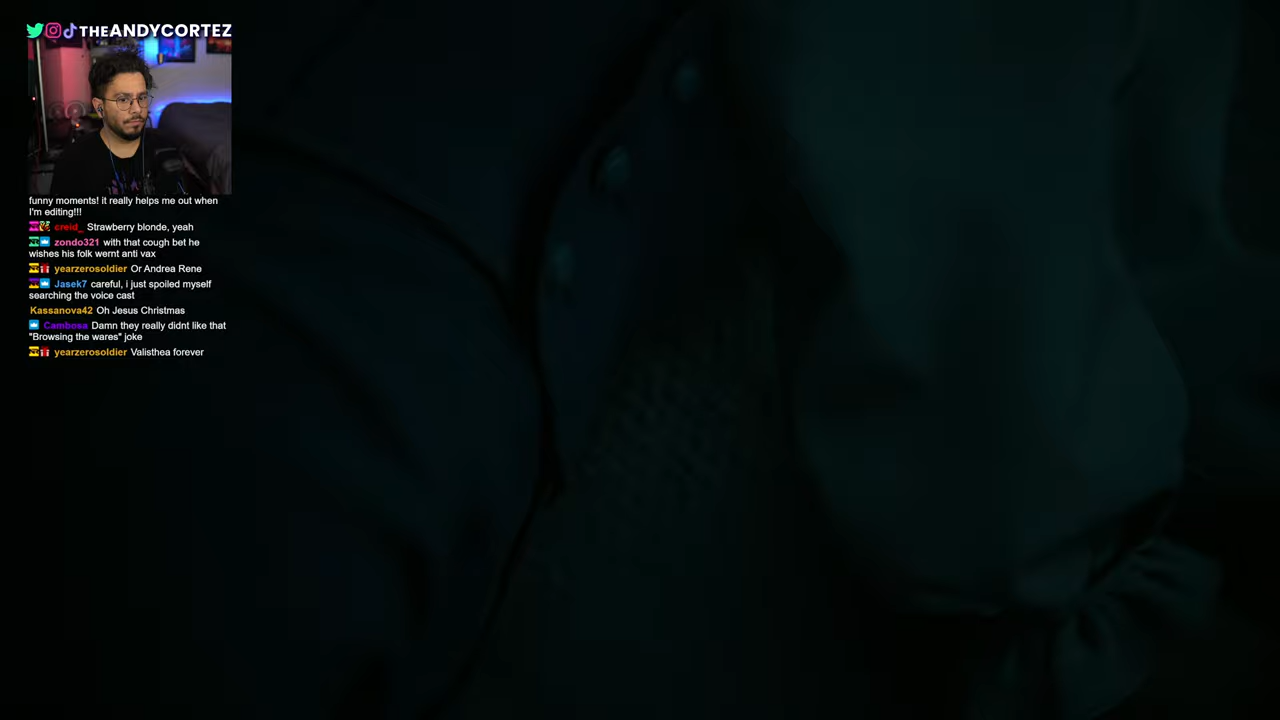 THEANDYCORTEZ
funny moments! it really helps me out when
I'm editing!!!
creid_ Strawberry blonde, yeah
zondo321 with that cough bet he
wishes his folk wernt anti vax
yearzerosoldier Or Andrea Rene
Jasek7 careful, i just spoiled myself
searching the voice cast
Kassanova42 Oh Jesus Christmas
Cambosa Damn they really didnt like that
"Browsing the wares" joke
yearzerosoldier Valisthea forever